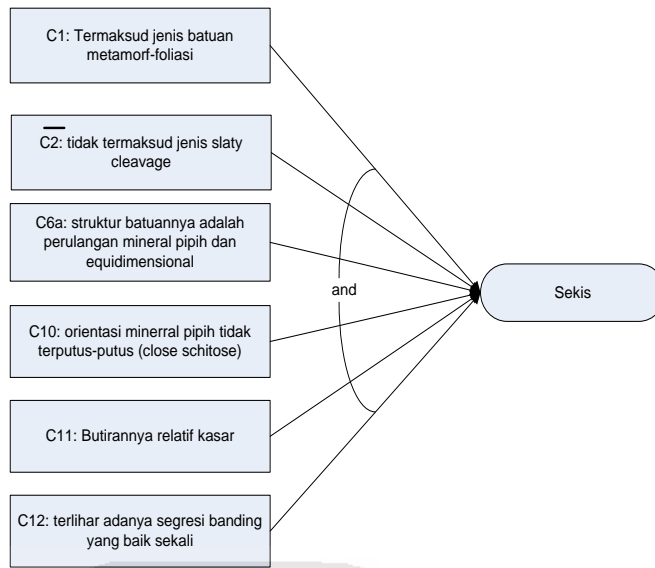 C1: Termaksud jenis batuan
metamorf-foliasi
C2: tidak termaksud jenis slaty
cleavage
C6a: struktur batuannya adalah
perulangan mineral pipih dan
equidimensional
and
Sekis
C10: orientasi minerral pipih tidak
terputus-putus (close schitose)
C11: Butirannya relatif kasar
C12: terlihar adanya segresi banding
yang baik sekali